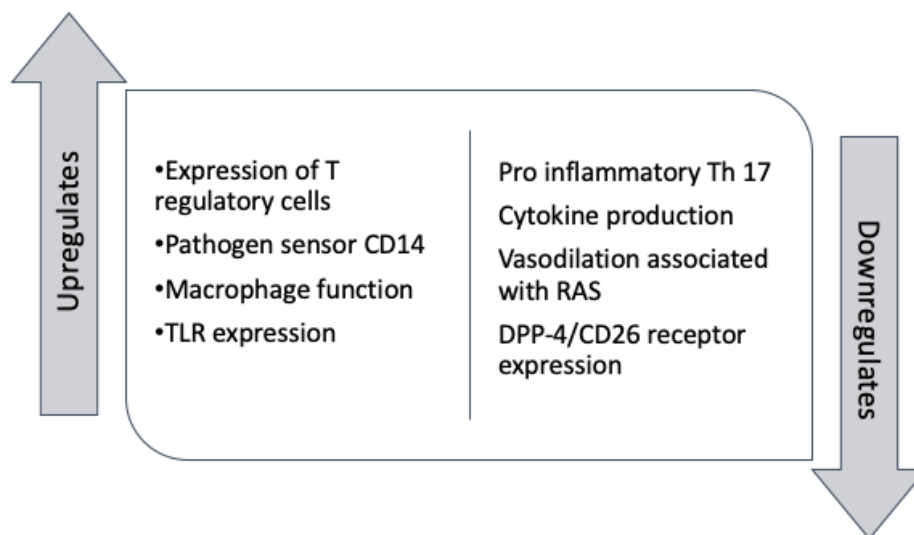 Upregulates
•Expression of T
regulatory cells
•Pathogen sensor CD14
•Macrophage function
•TLR expression
Pro inflammatory Th 17
Cytokine production
Vasodilation associated
with RAS
DPP-4/CD26 receptor
expression
Downregulates